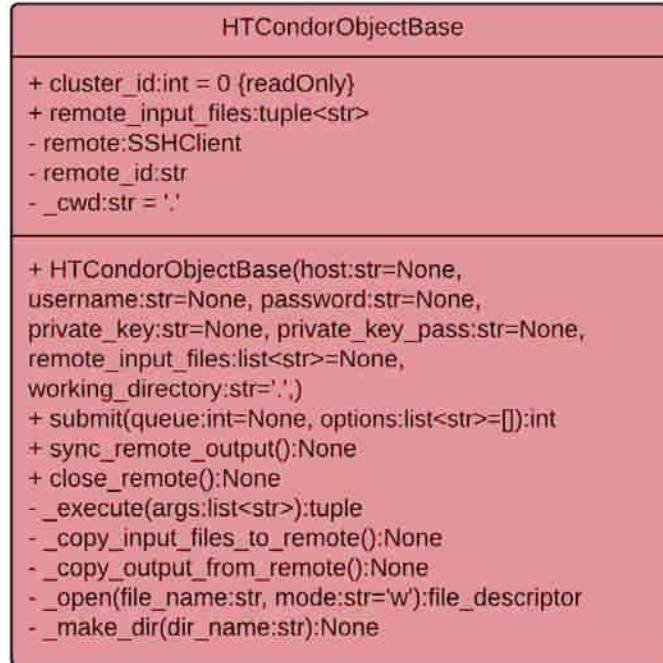 HTCondorObjectBase
+ cluster_id:int = 0 {readOnly}
+ remote_input_files:tuple<str>
- remote:SSHClient
- remote_id:str
- _cwd:str = '.'
+ HTCondorObjectBase(host:str=None,
username:str=None, password:str=None,
private_key:str=None, private_key_pass:str=None,
remote_input_files:list<str>=None,
working_directory:str='.',)
+ submit(queue:int=None, options:list<str>=[]):int
+ sync_remote_output():None
+ close_remote():None
- _execute(args:list<str>):tuple
- _copy_input_files_to_remote():None
- _copy_output_from_remote():None
- _open(file_name:str, mode:str='w'):file_descriptor
- _make_dir(dir_name:str):None